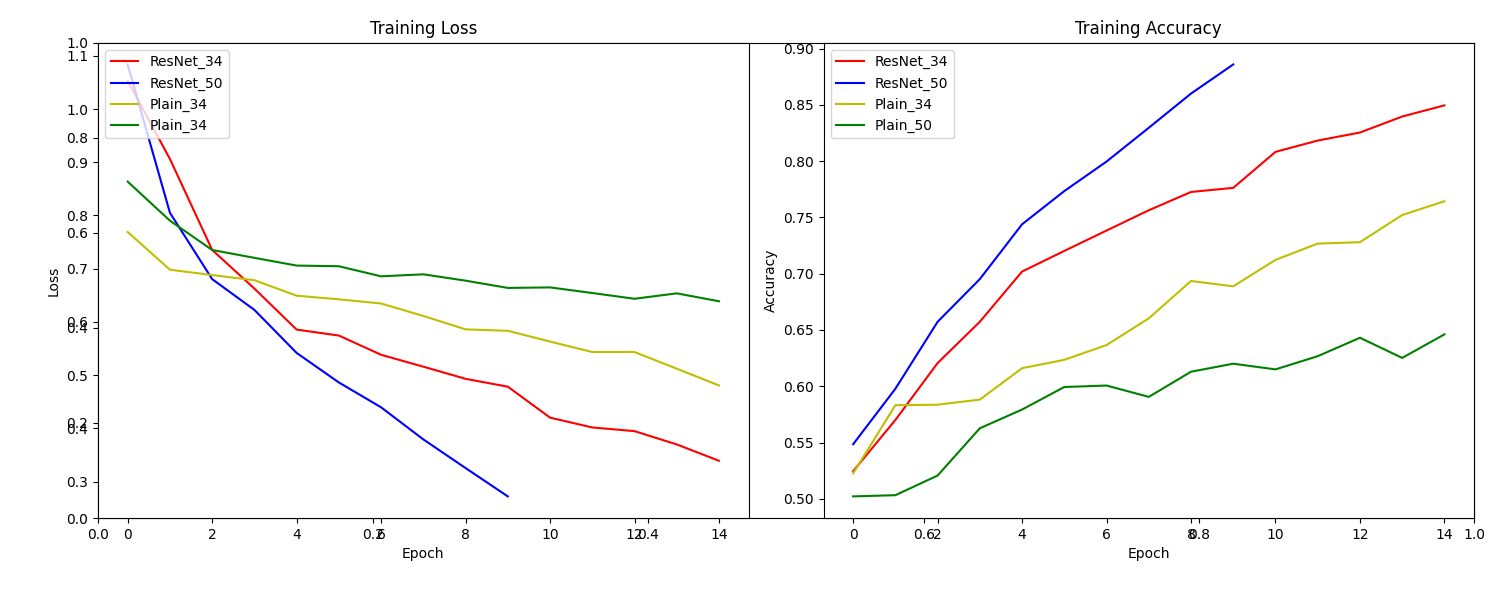 Training Loss
Training Accuracy
1.0
1.1
1.0
0.8
0.9
0.8
0.6
0.7
0.6
0.4
0.5
0.2
0.4
0.3
0.0
Loss
ResNet_34
ResNet_50
Plain_34
Plain_34
0.0 0 2 4 0.2 6 8 10 12 0.4 14
Epoch
0.90
0.85
0.80
0.75
0.70
0.65
0.60
0.55
0.50
Accuracy
ResNet_34
ResNet_50
Plain_34
Plain_50
0 0.6 2 4 6 8 0.8 10 12 14 1.0
Epoch